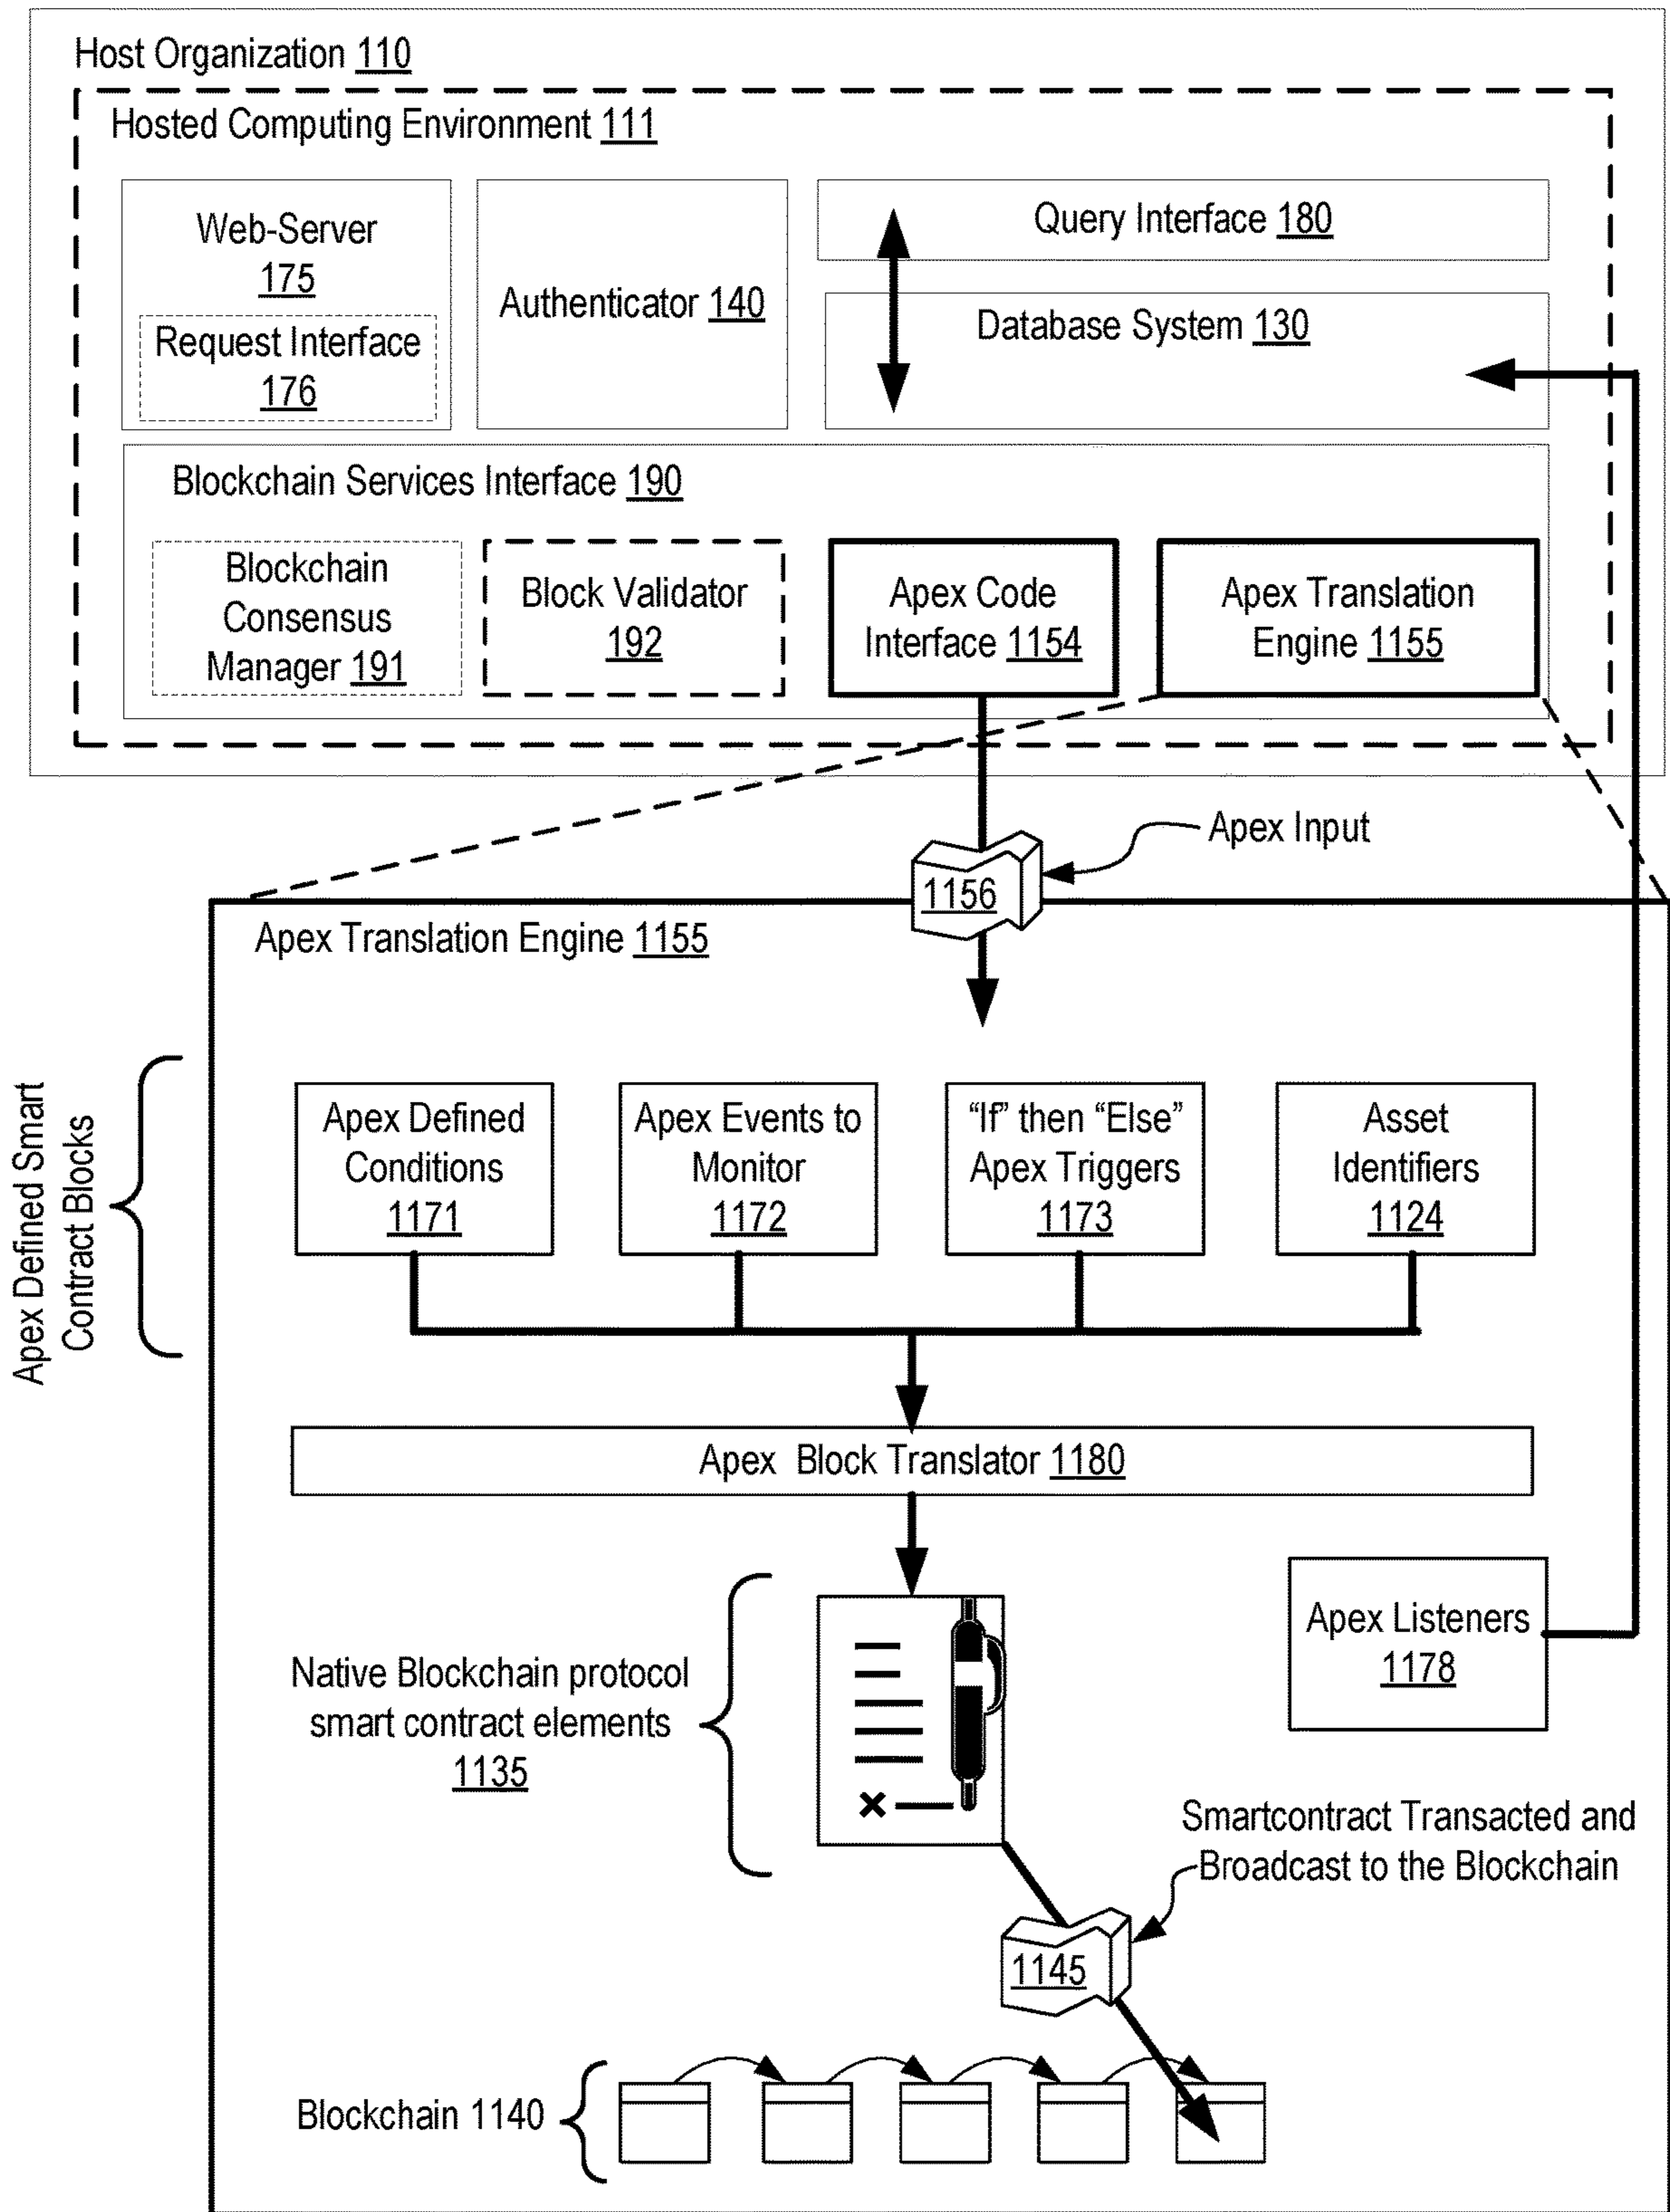 Host Organization 110
Hosted Computing Environment 111
Web-Server
175
Request Interface
176
Authenticator 140
Query Interface 180
Database System 130
Blockchain Services Interface 190
Blockchain
Consensus
Manager 191
Block Validator
192
Apex Code
Interface 1154
Apex Translation
Engine 1155
Apex Input
1156
Apex Translation Engine 1155
Apex Defined Smart
Contract Blocks
Apex Defined
Conditions
1171
Apex Events to
Monitor
1172
“If” then “Else”
Apex Triggers
1173
Asset
Identifiers
1124
Apex Block Translator 1180
Native Blockchain protocol
smart contract elements
1135
Apex Listeners
1178
Smartcontract Transacted and
Broadcast to the Blockchain
1145
Blockchain 1140